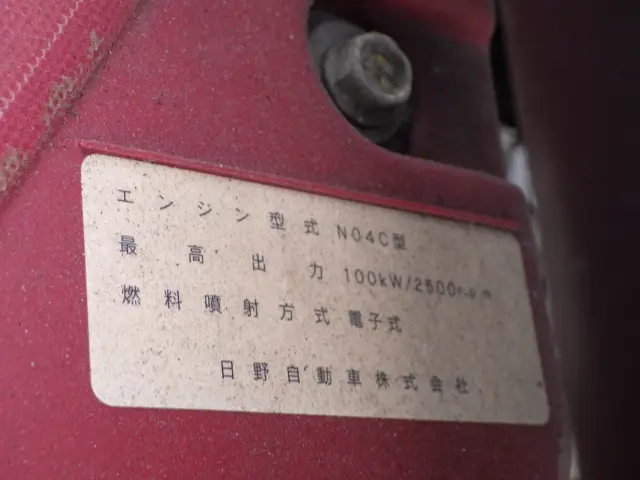 エンジン型式 N04C型
最高出力 100kW/2500r.p.m
燃料噴射方式 電子式
日野自動車株式会社